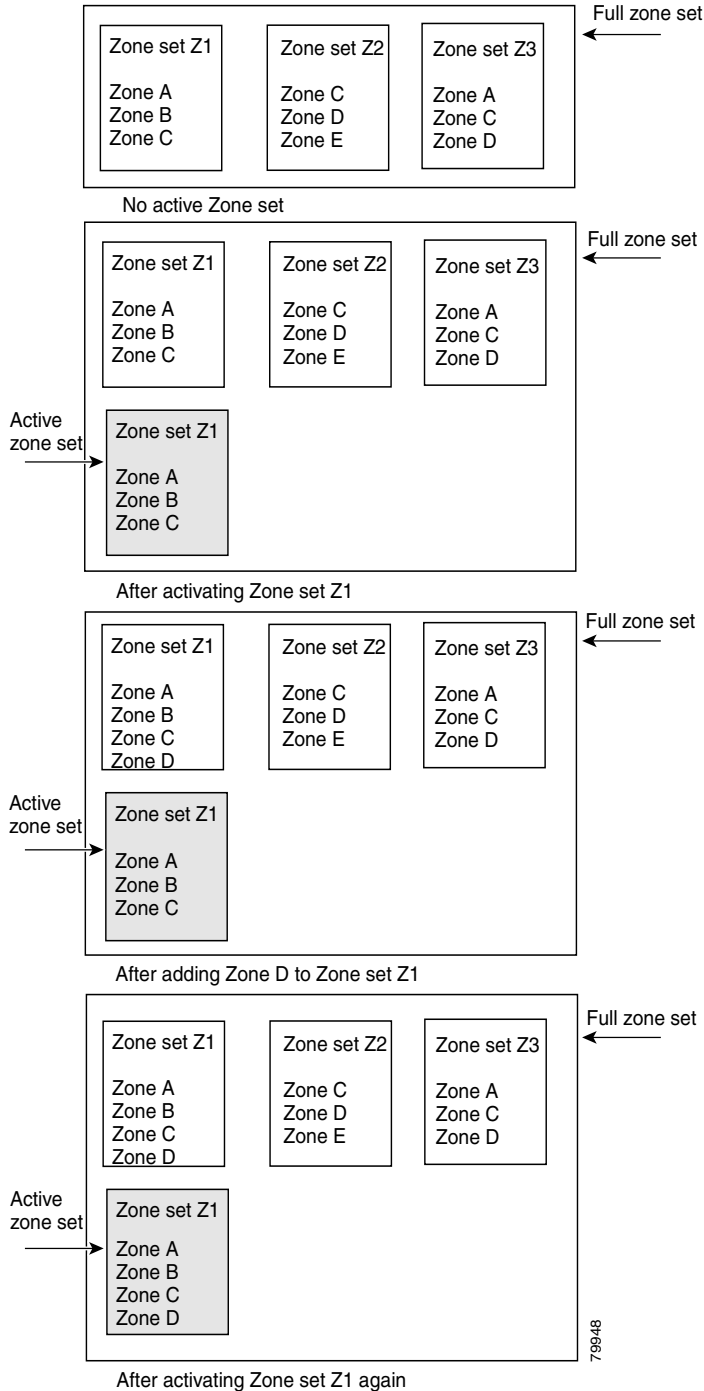 Full zone set
Zone set Z1
Zone A
Zone B
Zone C
Zone set Z2
Zone C
Zone D
Zone E
Zone set Z3
Zone A
Zone C
Zone D
No active Zone set
Full zone set
Zone set Z1
Zone A
Zone B
Zone C
Zone set Z2
Zone C
Zone D
Zone E
Zone set Z3
Zone A
Zone C
Zone D
Active
zone set
Zone set Z1
Zone A
Zone B
Zone C
After activating Zone set Z1
Full zone set
Zone set Z1
Zone A
Zone B
Zone C
Zone D
Zone set Z2
Zone C
Zone D
Zone E
Zone set Z3
Zone A
Zone C
Zone D
Active
zone set
Zone set Z1
Zone A
Zone B
Zone C
After adding Zone D to Zone set Z1
Full zone set
Zone set Z1
Zone A
Zone B
Zone C
Zone D
Zone set Z2
Zone C
Zone D
Zone E
Zone set Z3
Zone A
Zone C
Zone D
Active
zone set
Zone set Z1
Zone A
Zone B
Zone C
Zone D
79948
After activating Zone set Z1 again